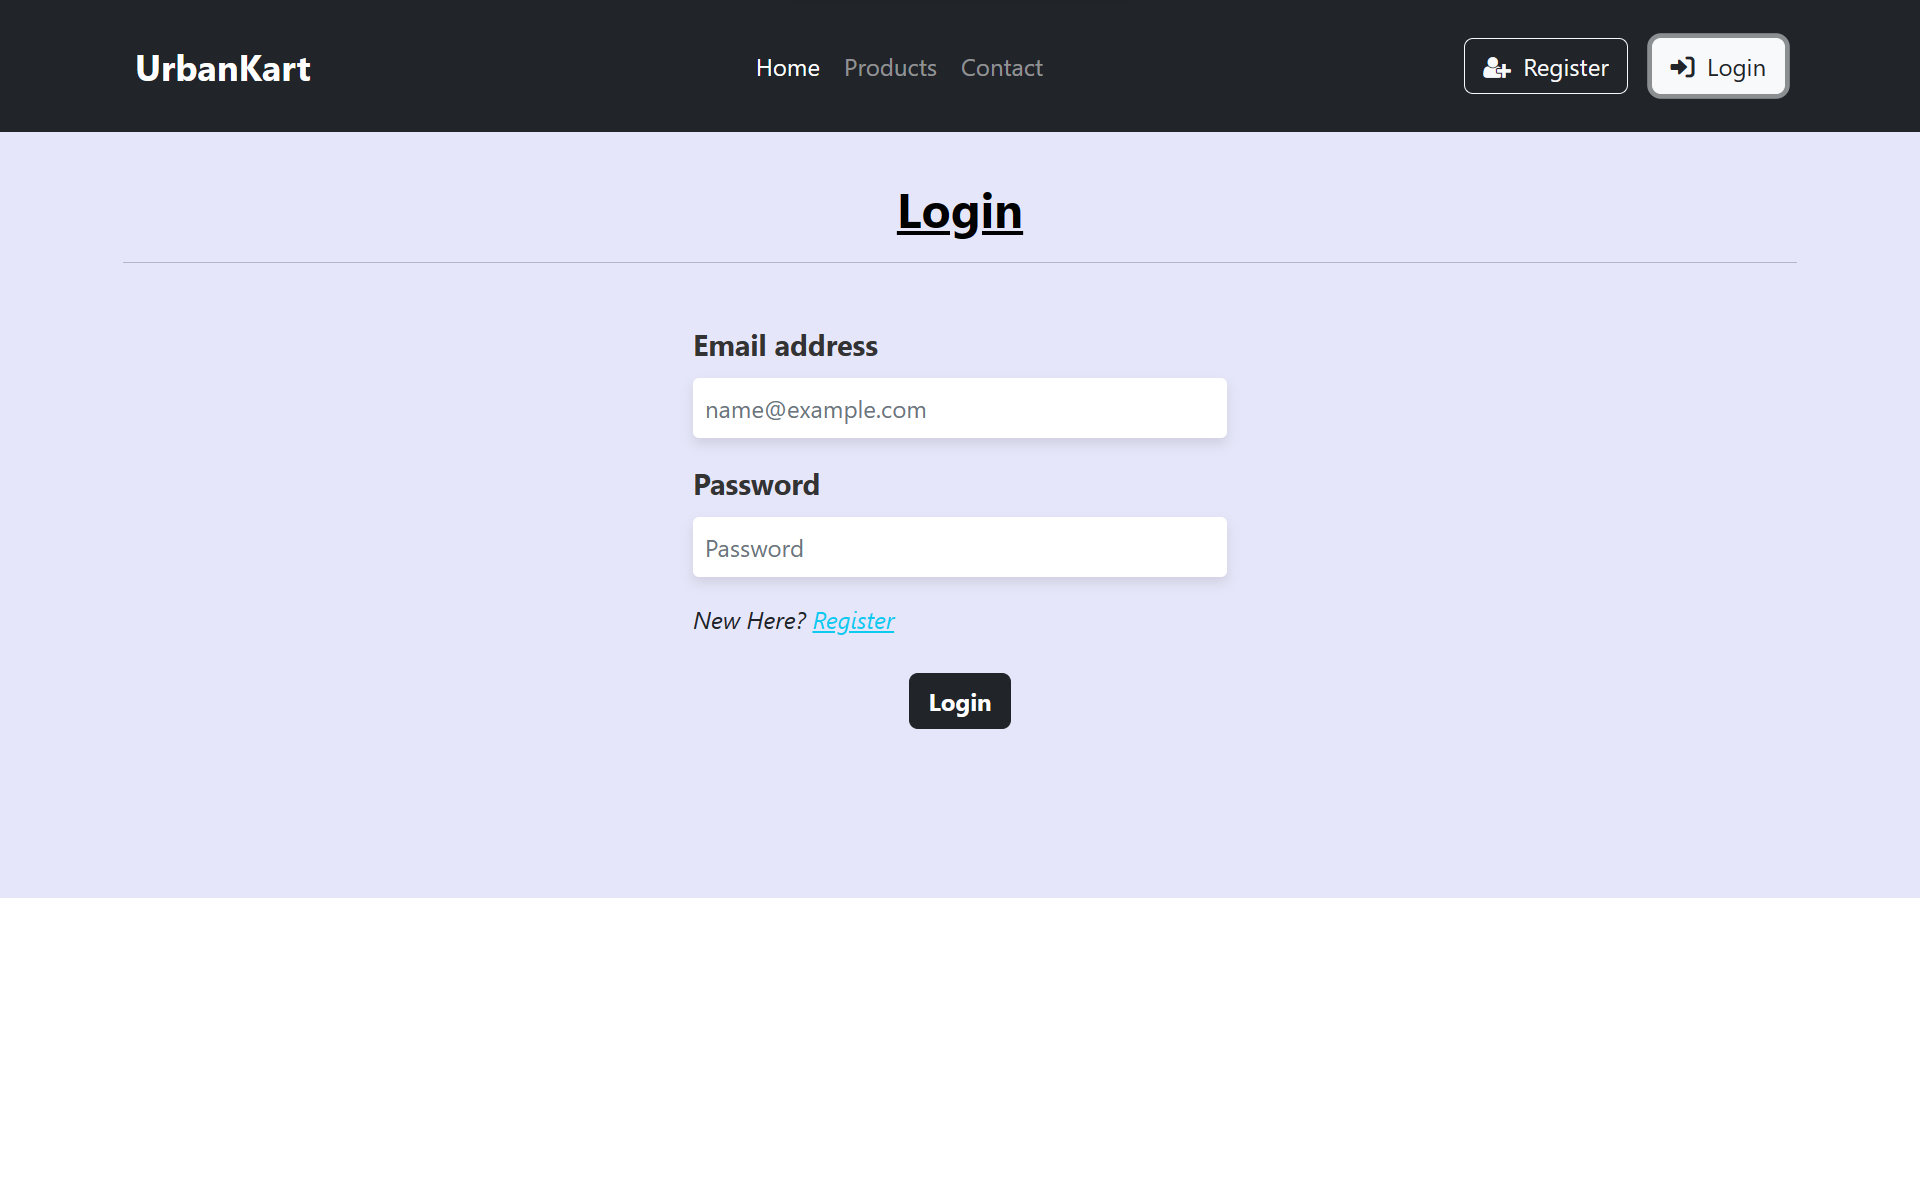 UrbanKart
Home Products Contact
Register
Login
Login
Email address
name@example.com
Password
Password
New Here? Register
Login